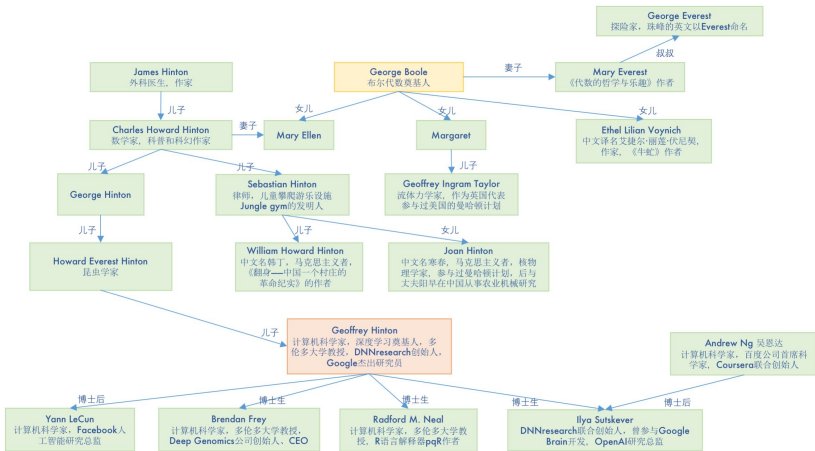 George Everest
探险家，珠峰的英文以Everest命名
叔叔
James Hinton
外科医生，作家
George Boole
布尔代数奠基人
妻子
Mary Everest
《代数的哲学与乐趣》作者
儿子
女儿
女儿
女儿
Charles Howard Hinton
数学家，科普和科幻作家
妻子
Mary Ellen
Margaret
Ethel Lilian Voynich
中文译名艾捷尔·丽莲·伏尼契，
作家，《牛虻》作者
儿子
儿子
儿子
George Hinton
Sebastian Hinton
律师，儿童攀爬游乐设施
Jungle gym的发明人
Geoffrey Ingram Taylor
流体力学家，作为英国代表
参与过美国的曼哈顿计划
儿子
儿子
女儿
Howard Everest Hinton
昆虫学家
William Howard Hinton
中文名韩丁，马克思主义者，
《翻身——中国一个村庄的
革命纪实》的作者
Joan Hinton
中文名寒春，马克思主义者，核物
理学家，参与过曼哈顿计划，后与
丈夫阳早在中国从事农业机械研究
儿子
Geoffrey Hinton
计算机科学家，深度学习奠基人，多
伦多大学教授，DNNresearch创始人，
Google杰出研究员
Andrew Ng 吴恩达
计算机科学家，百度公司首席科
学家，Coursera联合创始人
博士后
博士生
博士生
博士生
博士后
Yann LeCun
计算机科学家，Facebook人
工智能研究总监
Brendan Frey
计算机科学家，多伦多大学教授，
Deep Genomics公司创始人、CEO
Radford M. Neal
计算机科学家，多伦多大学教
授，R语言解释器pqR作者
Ilya Sutskever
DNNresearch联合创始人，曾参与Google
Brain开发，OpenAI研究总监